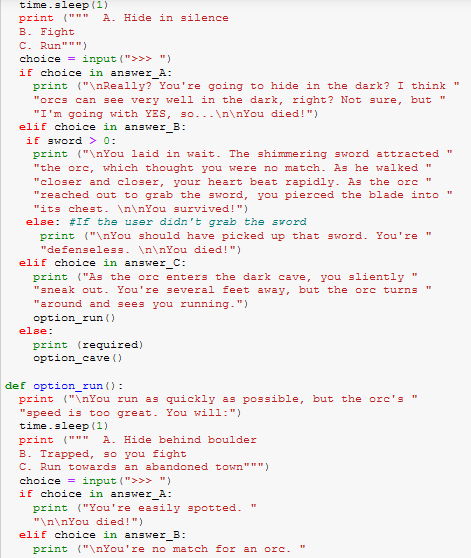 time.sleep(1)
print ("""  A. Hide in silence
B. Fight
C. Run""")
choice = input(">>> ")
if choice in answer_A:
print ("\nReally? You're going to hide in the dark? I think "
"orcs can see very well in the dark, right? Not sure, but "
"I'm going with YES, so...\n\nYou died!")
elif choice in answer_B:
if sword > 0:
print ("\nYou laid in wait. The shimmering sword attracted "
"the orc, which thought you were no match. As he walked "
"closer and closer, your heart beat rapidly. As the orc "
"reached out to grab the sword, you pierced the blade into "
"its chest. \n\nYou survived!")
else: #If the user didn't grab the sword
print ("\nYou should have picked up that sword. You're "
"defenseless. \n\nYou died!")
elif choice in answer_C:
print ("As the orc enters the dark cave, you sliently "
"sneak out. You're several feet away, but the orc turns "
"around and sees you running.")
option_run()
else:
print (required)
option_cave()
def option_run():
print ("\nYou run as quickly as possible, but the orc's "
"speed is too great. You will:")
time.sleep(1)
print ("""  A. Hide behind boulder
B. Trapped, so you fight
C. Run towards an abandoned town""")
choice = input(">>> ")
if choice in answer_A:
print ("You're easily spotted. "
"\n\nYou died!")
elif choice in answer_B:
print ("\nYou're no match for an orc. "